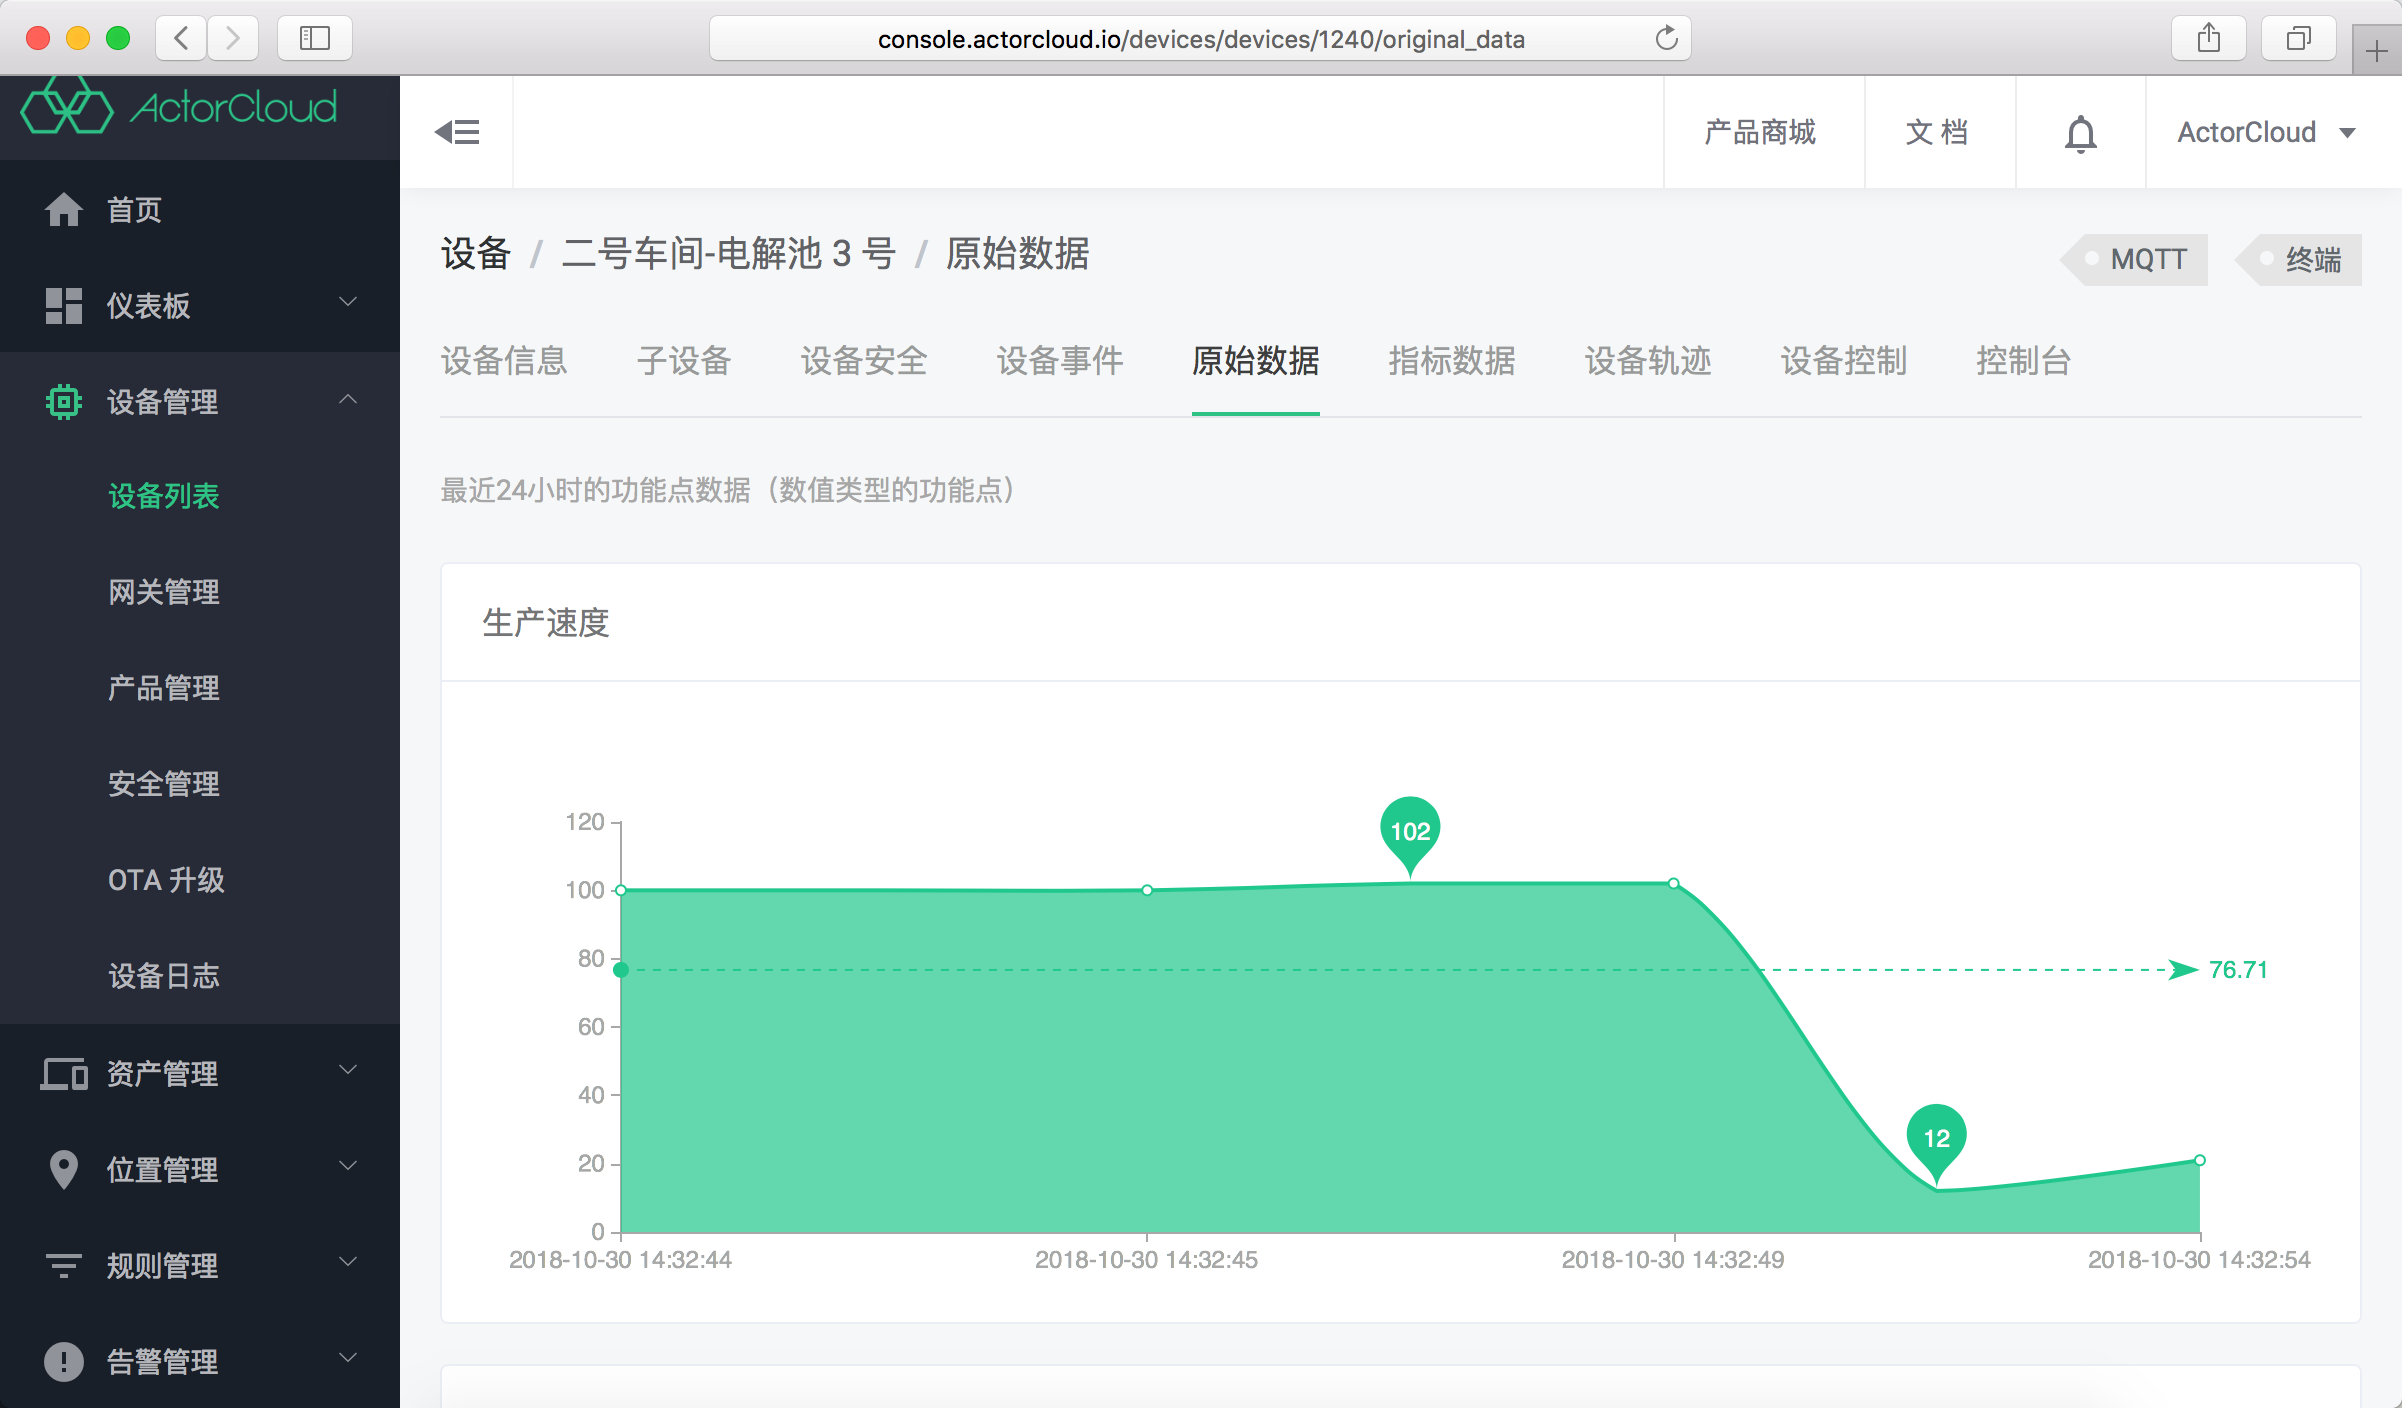 console.actorcloud.io/devices/devices/1240/original_data
ActorCloud
产品商城
文 档
ActorCloud
首页
仪表板
设备管理
设备列表
网关管理
产品管理
安全管理
OTA 升级
设备日志
资产管理
位置管理
规则管理
告警管理
设备 / 二号车间-电解池 3 号 / 原始数据
MQTT
终端
设备信息 子设备 设备安全 设备事件 原始数据 指标数据 设备轨迹 设备控制 控制台
最近24小时的功能点数据（数值类型的功能点）
生产速度
120
102
100
80
76.71
60
40
12
20
0
2018-10-30 14:32:44 2018-10-30 14:32:45 2018-10-30 14:32:49 2018-10-30 14:32:54